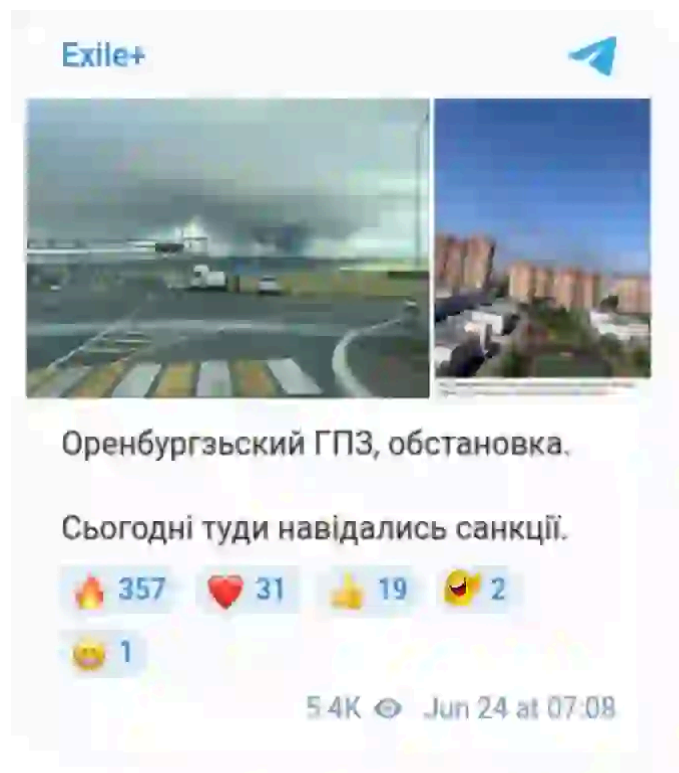 Exile+
Оренбургзьский ГПЗ, обстановка.
Сьогодні туди навідались санкції.
357 31 19 2
1
5.4K Jun 24 at 07:08